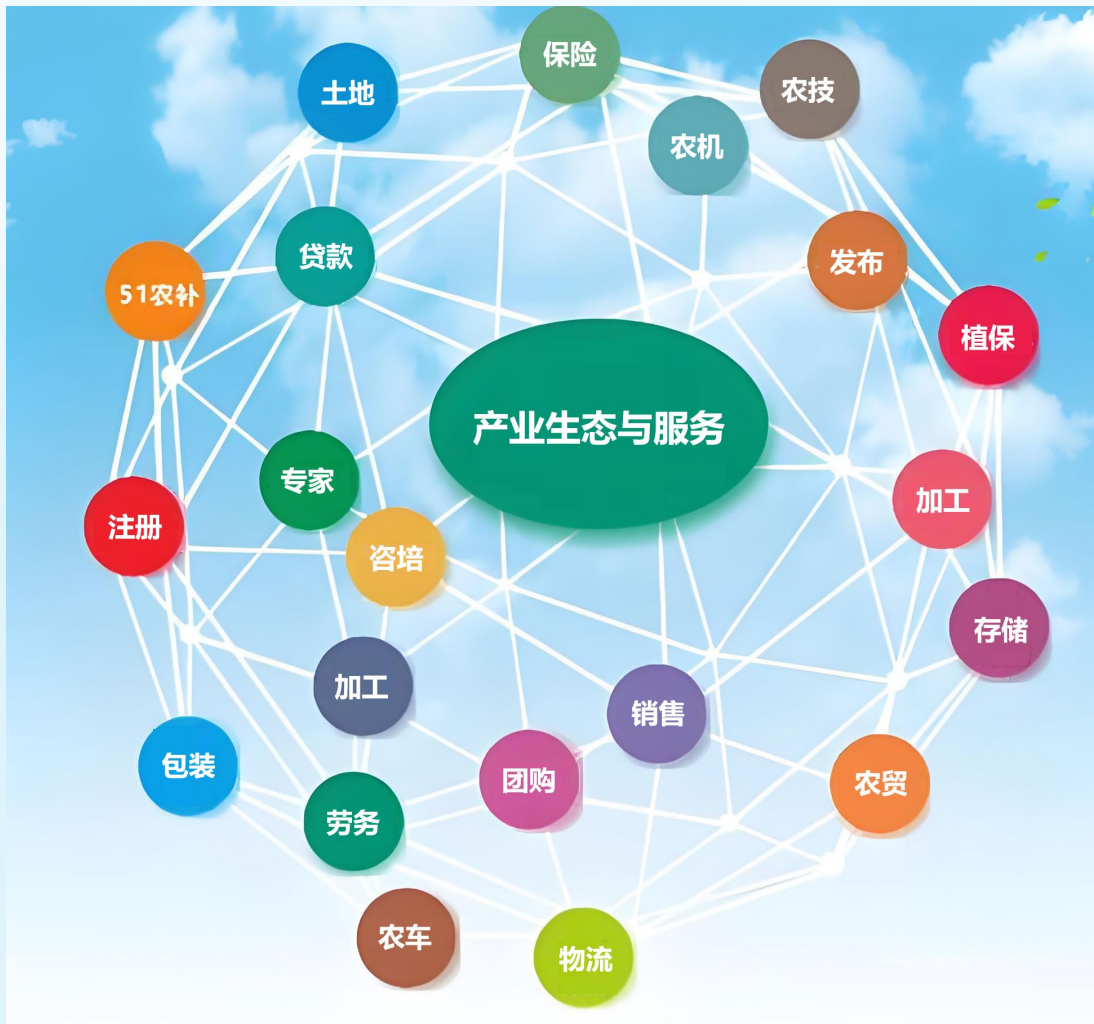 保险
土地
农技
农机
贷款
发布
51农补
植保
产业生态与服务
专家
加工
注册
咨培
存储
加工
销售
包装
团购
农贸
劳务
农车
物流